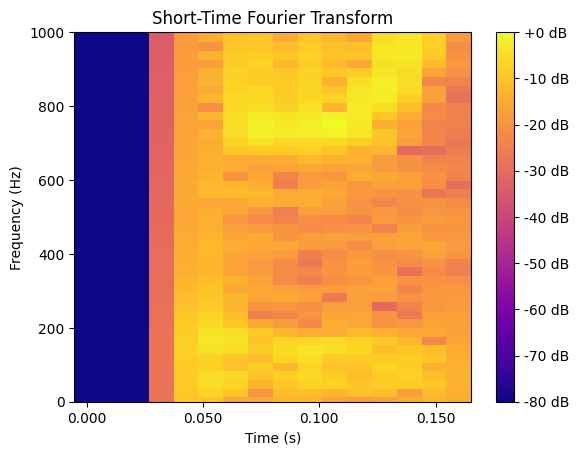 Short-Time Fourier Transform
1000
800
600
400
200
0
Frequency (Hz)
0.000
0.050
0.100
0.150
Time (s)
+0 dB
-10 dB
-20 dB
-30 dB
-40 dB
-50 dB
-60 dB
-70 dB
-80 dB